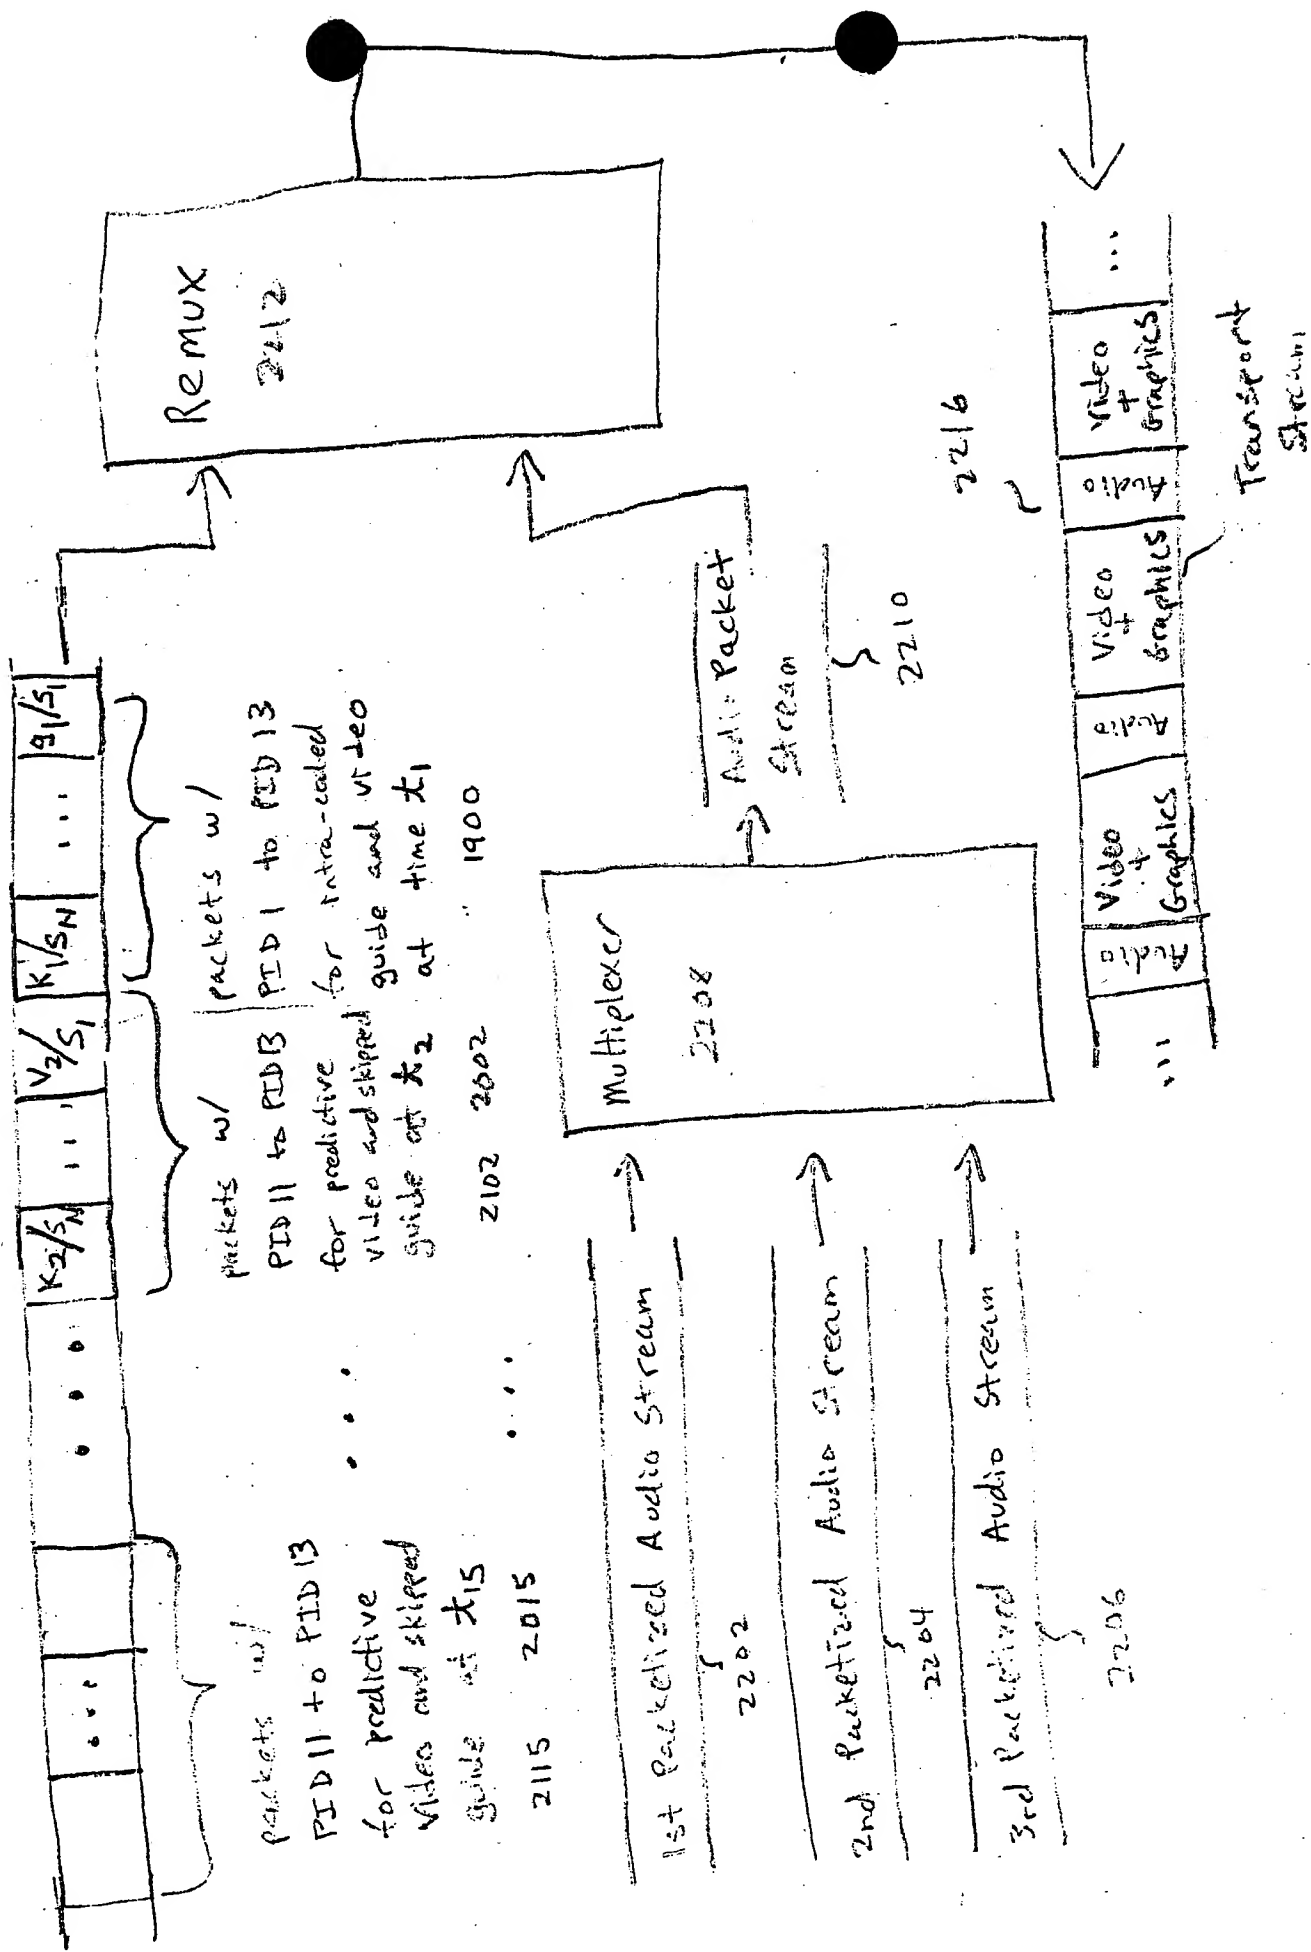 K2/SN
..
V2/S1
K1/SN
...
g1/S1
packets w/
PID 11 to PID 13
for predictive
video and skipped
guide at t15
2115 2015
...
...
packets w/
PID 11 to PID 13
for predictive
video and skipped
guide at t2
2102 2002
packets w/
PID 1 to PID 13
for intra-coded
guide and video
at time t1
1900
Remux
2212
1st Packetized Audio Stream
2202
2nd Packetized Audio Stream
2204
3rd Packetized Audio Stream
2206
Multiplexer
2208
Audio Packet
Stream
2210
2216
...
Audio
Video
+
Graphics
Audio
Video
+
Graphics
Audio
Video
+
Graphics
...
Transport
Stream